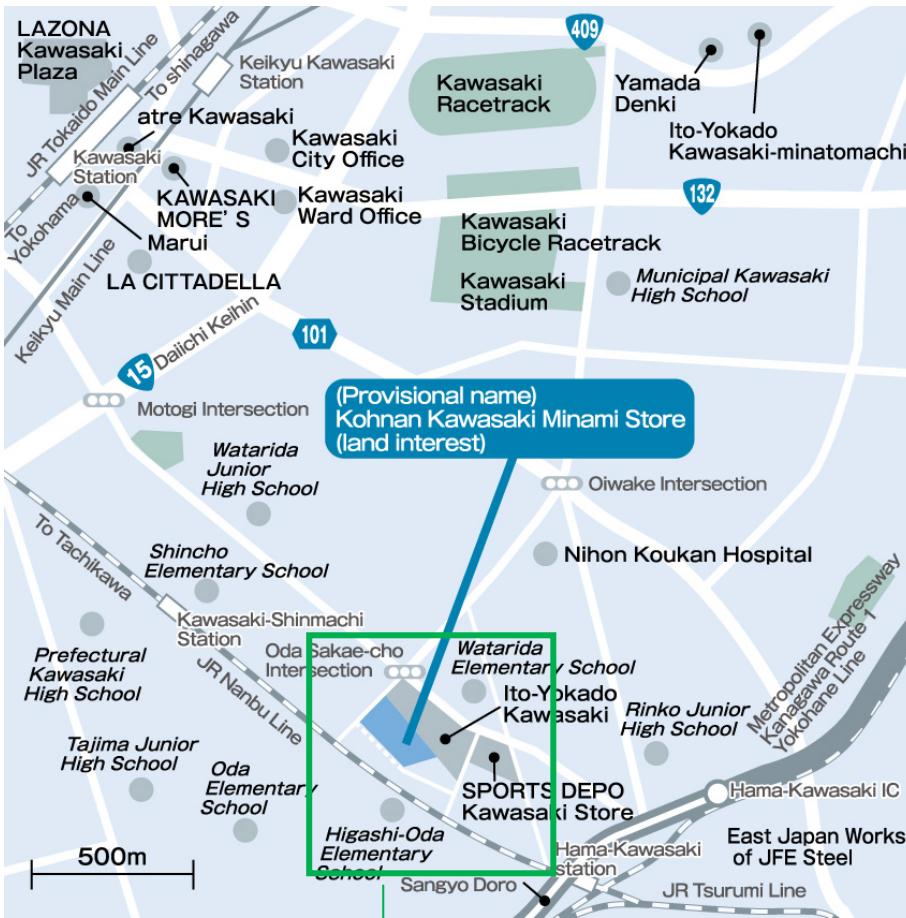 LAZONA
Kawasaki
Plaza
JR Tokaido Main Line
To shinagawa
Keikyu Kawasaki
Station
409
Kawasaki
Racetrack
Yamada
Denki
Ito-Yokado
Kawasaki-minatomachi
atre Kawasaki
Kawasaki
Station
Kawasaki
City Office
KAWASAKI
MORE' S
Kawasaki
Ward Office
132
To
Yokohama
Marui
Kawasaki
Bicycle Racetrack
LA CITTADELLA
Kawasaki
Stadium
Municipal Kawasaki
High School
Keikyu Main Line
Daiichi Keihin
101
15
Motogi Intersection
(Provisional name)
Kohnan Kawasaki Minami Store
(land interest)
Watarida
Junior
High School
Oiwake Intersection
To Tachikawa
Shincho
Elementary School
Nihon Koukan Hospital
Kawasaki-Shinmachi
Station
Metropolitan Expressway
Kanagawa Route 1
Yokohane Line
Prefectural
Kawasaki
High School
JR Nanbu Line
Oda Sakae-cho
Intersection
Watarida
Elementary School
Ito-Yokado
Kawasaki
Rinko Junior
High School
Tajima Junior
High School
Oda
Elementary
School
SPORTS DEPO
Kawasaki Store
Hama-Kawasaki IC
Higashi-Oda
Elementary
School
Hama-Kawasaki
station
East Japan Works
of JFE Steel
500m
Sangyo Doro
JR Tsurumi Line